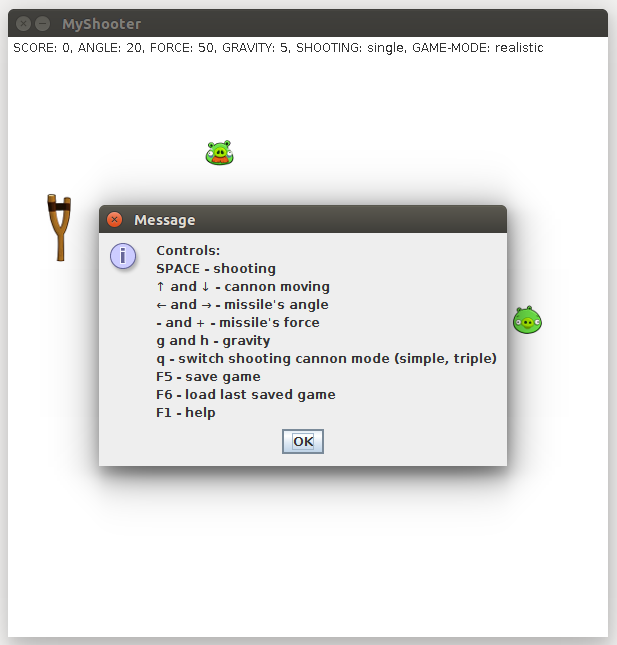 MyShooter
SCORE: 0, ANGLE: 20, FORCE: 50, GRAVITY: 5, SHOOTING: single, GAME-MODE: realistic
Message
Controls:
SPACE - shooting
↑ and ↓ - cannon moving
← and → - missile's angle
- and + - missile's force
g and h - gravity
q - switch shooting cannon mode (simple, triple)
F5 - save game
F6 - load last saved game
F1 - help
OK